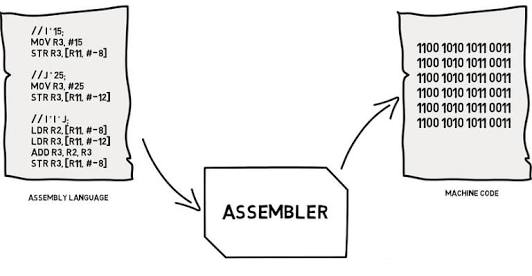 // I ' 15;
MOV R3, #15
STR R3, [R11, #-8]
// J ' 25;
MOV R3, #25
STR R3, [R11, #-12]
// I ' I ' J;
LDR R2, [R11, #-8]
LDR R3, [R11, #-12]
ADD R3, R2, R3
STR R3, [R11, #-8]
ASSEMBLY LANGUAGE
ASSEMBLER
1100 1010 1011 0011
1100 1010 1011 0011
1100 1010 1011 0011
1100 1010 1011 0011
1100 1010 1011 0011
1100 1010 1011 0011
MACHINE CODE